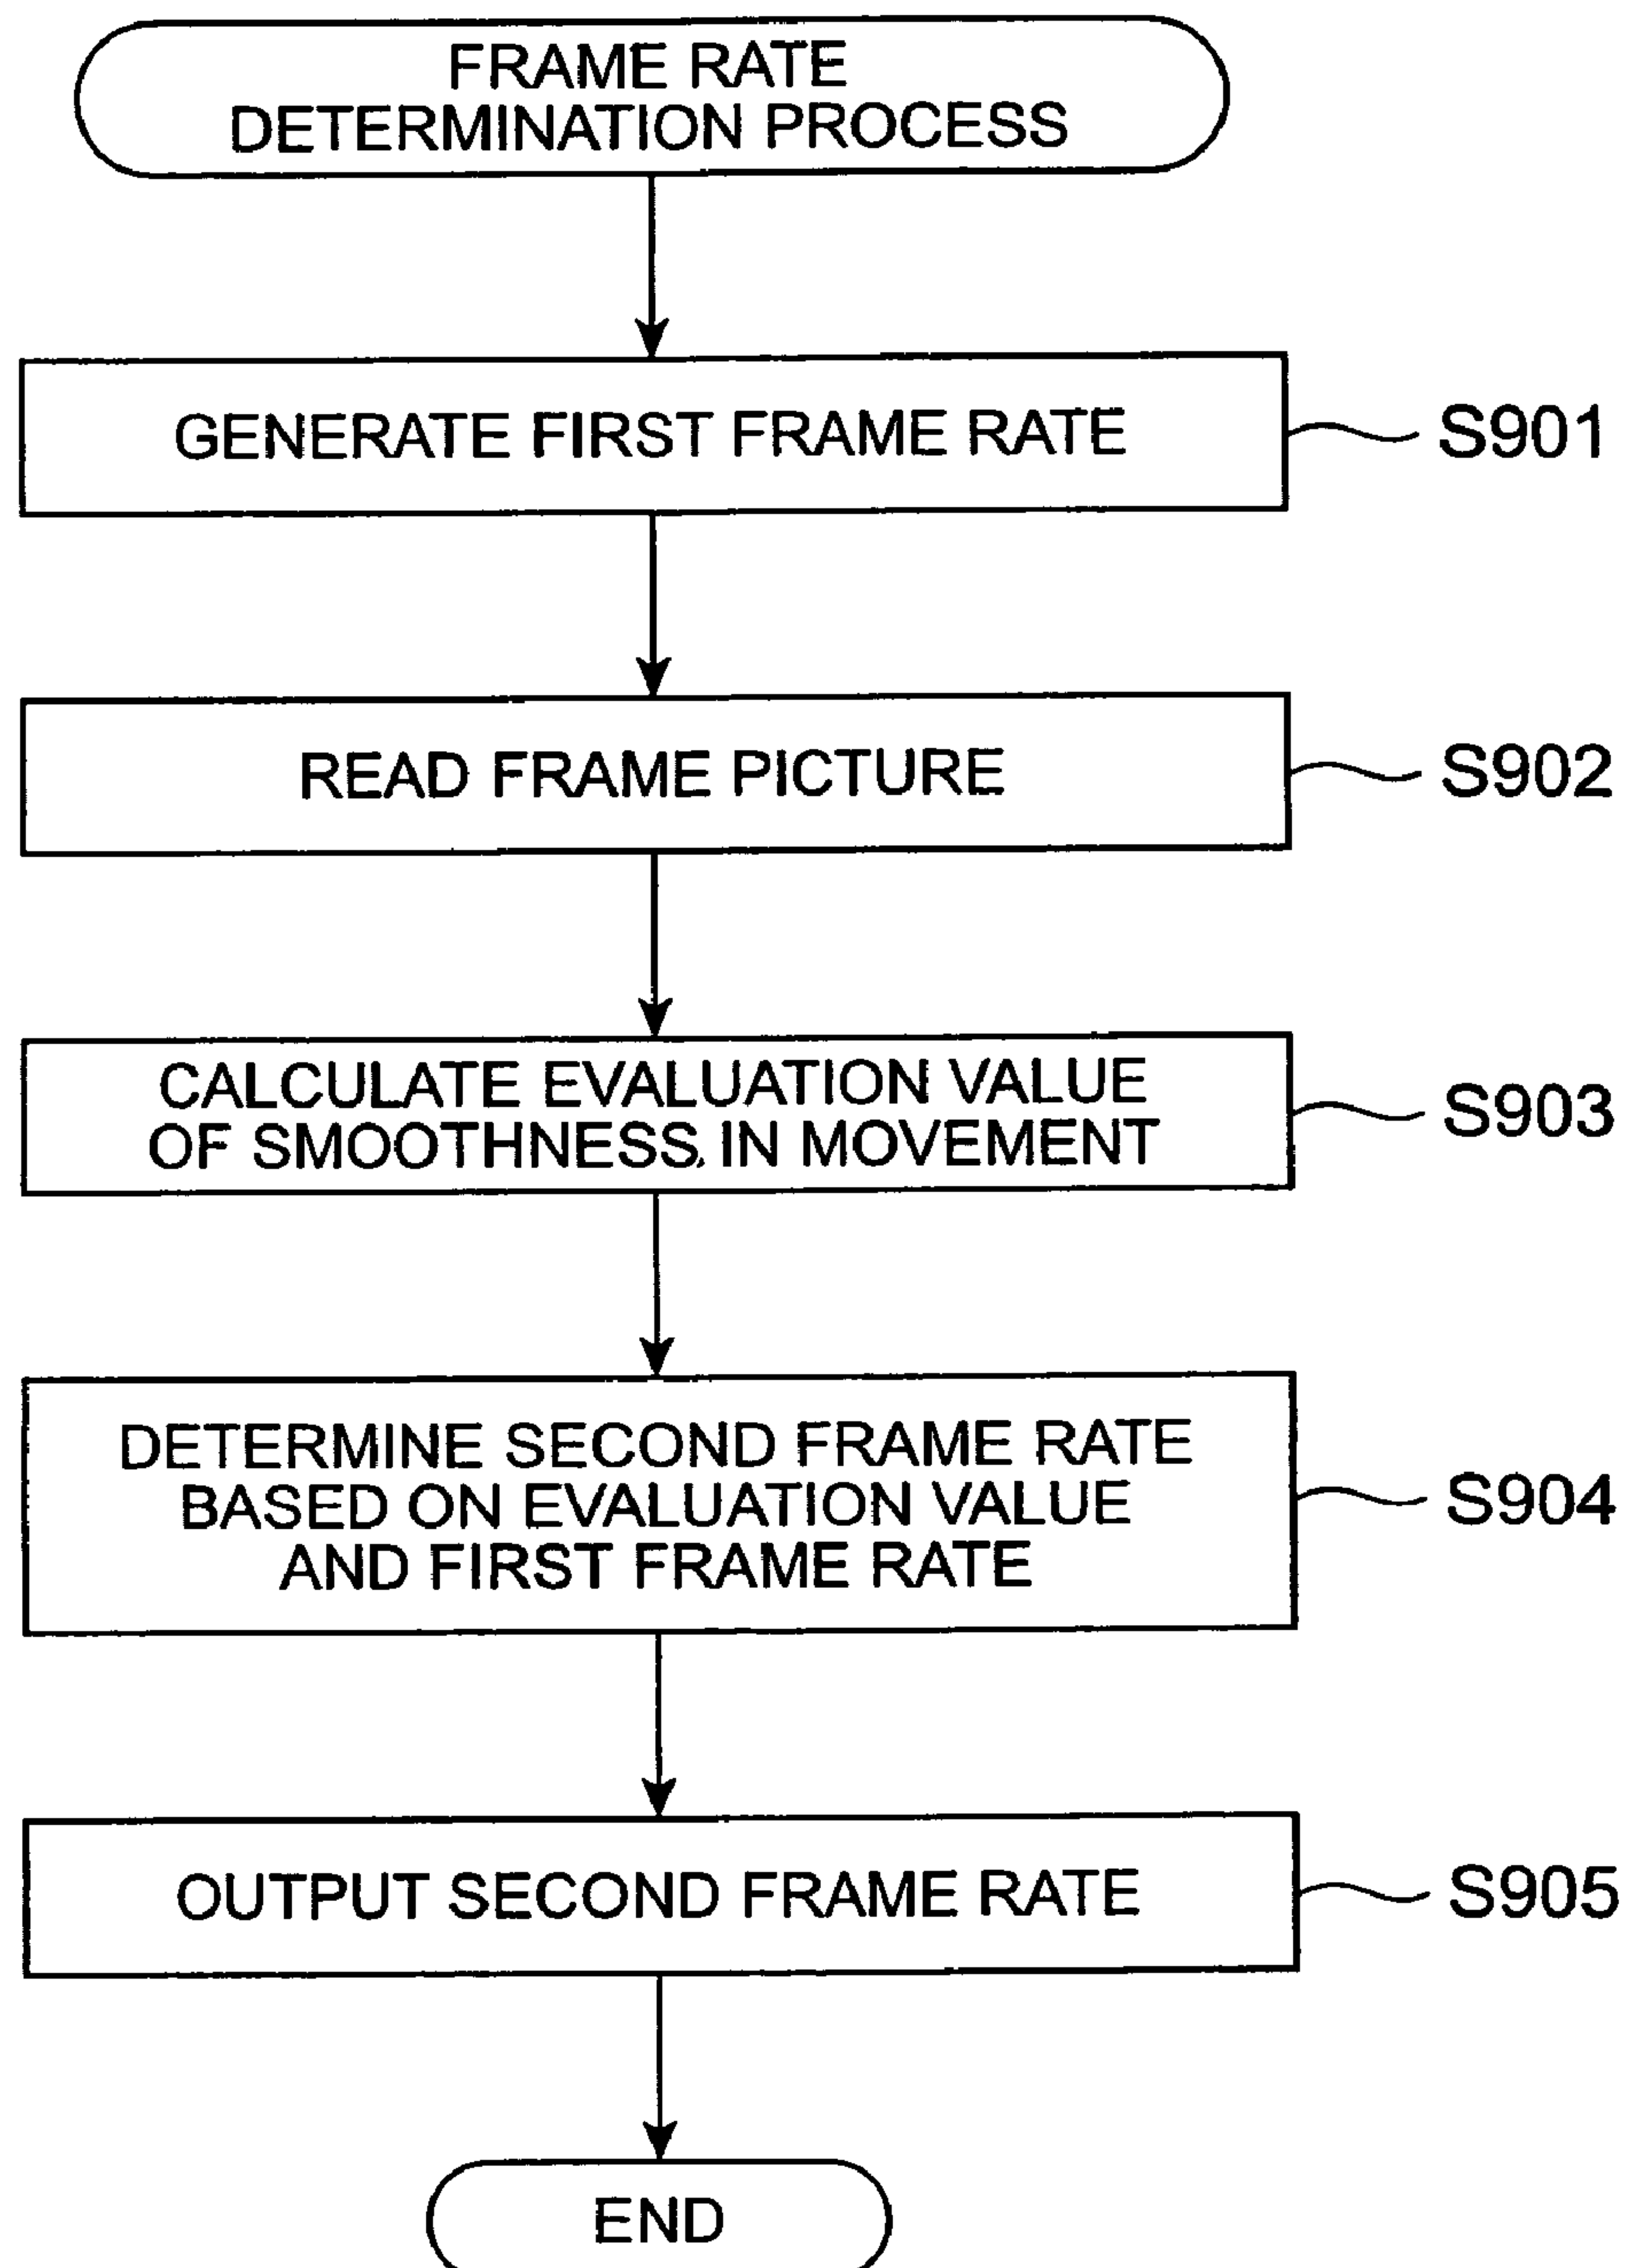 FRAME RATE
DETERMINATION PROCESS
GENERATE FIRST FRAME RATE
S901
READ FRAME PICTURE
S902
CALCULATE EVALUATION VALUE
OF SMOOTHNESS IN MOVEMENT
S903
DETERMINE SECOND FRAME RATE
BASED ON EVALUATION VALUE
AND FIRST FRAME RATE
S904
OUTPUT SECOND FRAME RATE
S905
END